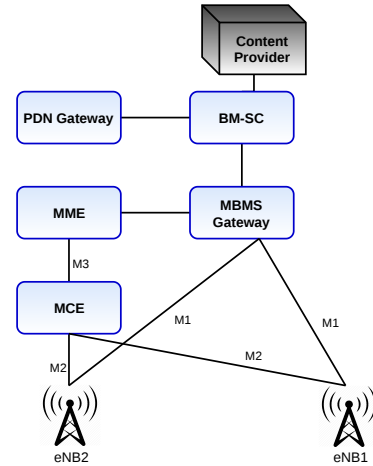 Content
Provider
PDN Gateway
BM-SC
MME
MBMS
Gateway
M3
MCE
M1
M1
M2
M2
eNB2
eNB1